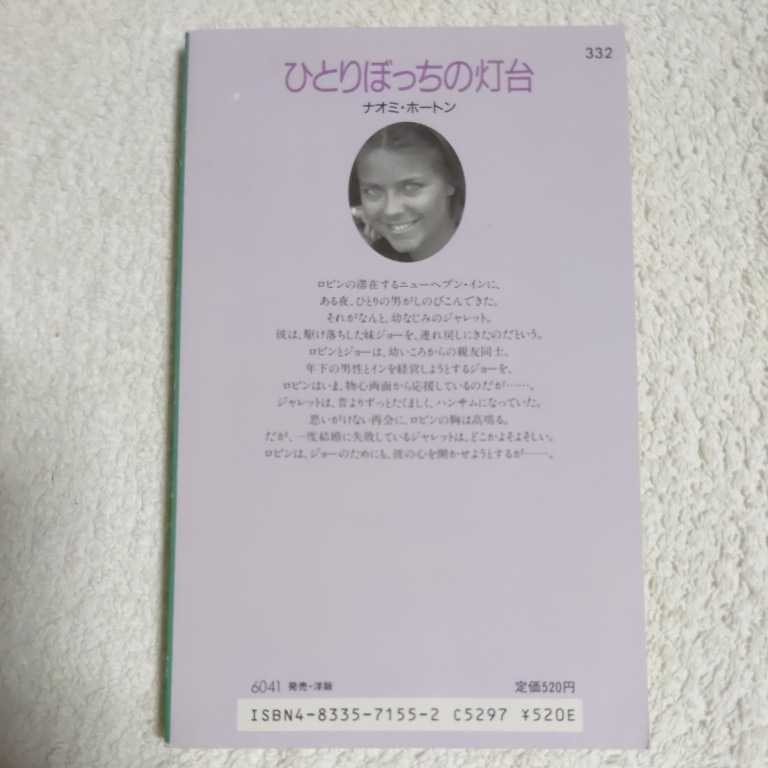 332
ひとりぼっちの灯台
ナオミ・ホートン
ロビンの滞在するニューヘブン・インに、
ある夜、ひとりの男がしのびこんできた。
それがなんと、幼なじみのジャレット。
彼は、駆け落ちした妹ジョーを、連れ戻しにきたのだという。
ロビンとジョーは、幼いころからの親友同士。
年下の男性とインを経営しようとするジョーを、
ロビンはいま、物心両面から応援しているのだが……。
ジャレットは、昔よりずっとたくましく、ハンサムになっていた。
思いがけない再会に、ロビンの胸は高鳴る。
だが、一度結婚に失敗しているジャレットは、どこかよそよそしい。
ロビンは、ジョーのためにも、彼の心を開かせようとするが——。
6041 発売・洋販
定価520円
ISBN4-8335-7155-2 C5297 ¥520E